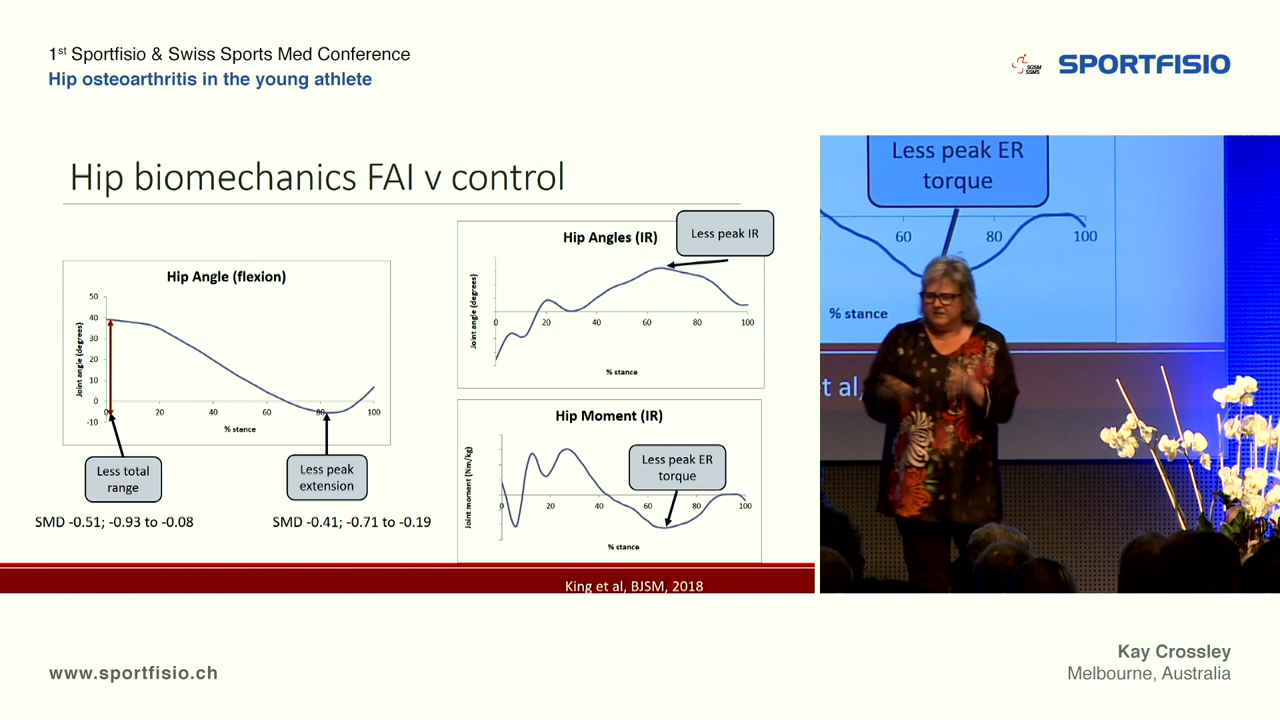 1st Sportfisio & Swiss Sports Med Conference
Hip osteoarthritis in the young athlete
SGSM
SSMS
SPORTFISIO
Hip biomechanics FAI v control
Hip Angle (flexion)
Joint angle (degrees)
50
40
30
20
10
0
-10
0
20
40
60
80
100
% stance
Less total
range
Less peak
extension
SMD -0.51; -0.93 to -0.08
SMD -0.41; -0.71 to -0.19
Hip Angles (IR)
Less peak IR
Joint angle (degrees)
0
20
40
60
80
100
% stance
Hip Moment (IR)
Less peak ER
torque
Joint moment (Nm/kg)
0
20
40
60
80
100
% stance
King et al, BJSM, 2018
Less peak ER
torque
60
80
100
% stance
t al,
www.sportfisio.ch
Kay Crossley
Melbourne, Australia